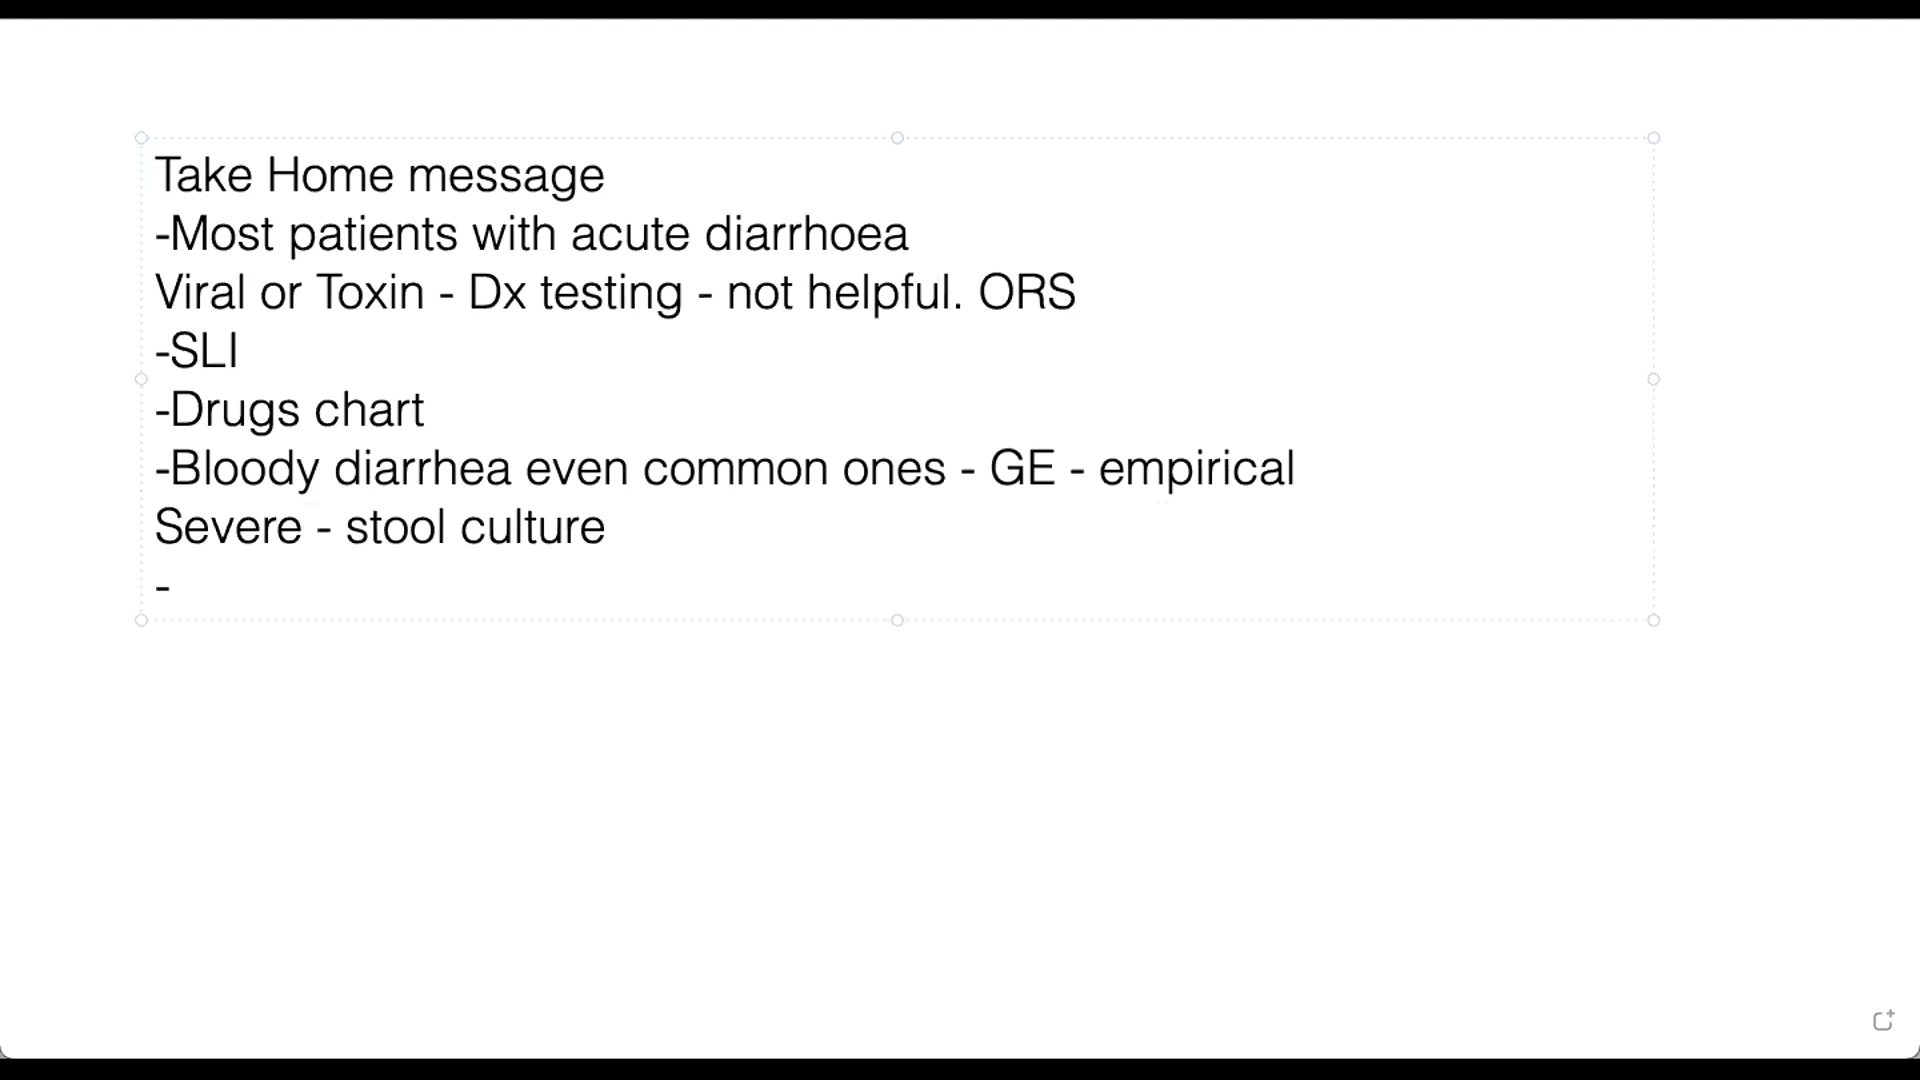 Take Home message
-Most patients with acute diarrhoea
Viral or Toxin - Dx testing - not helpful. ORS
-SLI
-Drugs chart
-Bloody diarrhea even common ones - GE - empirical
Severe - stool culture
-